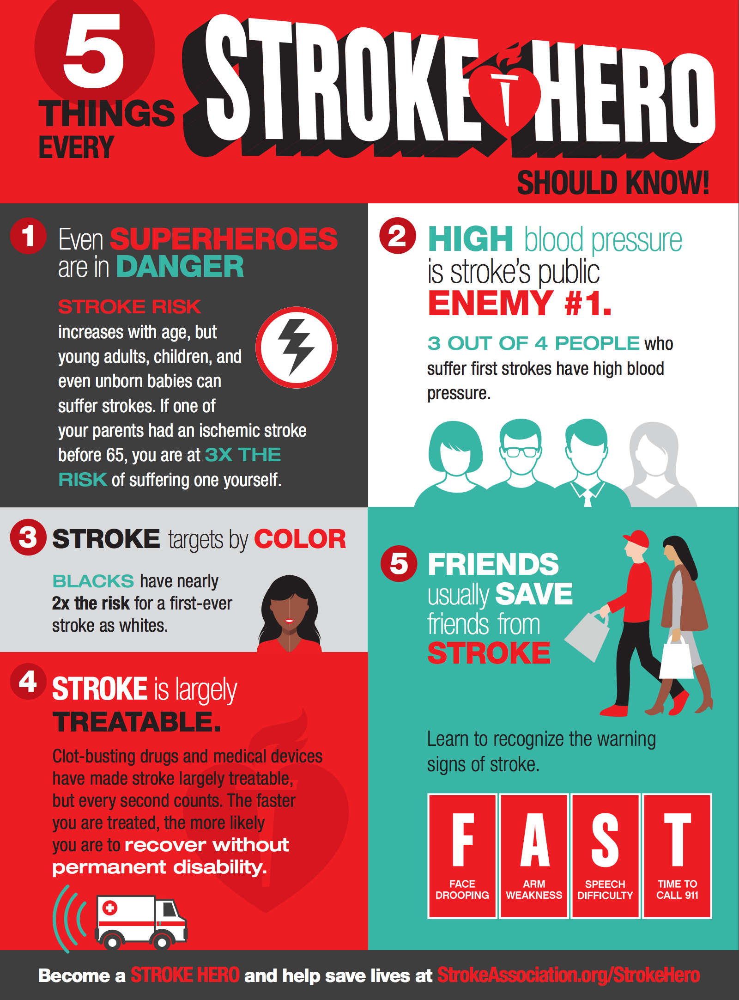 5
THINGS
EVERY
STROKE HERO
SHOULD KNOW!
1
Even SUPERHEROES
are in DANGER
STROKE RISK
increases with age, but
young adults, children, and
even unborn babies can
suffer strokes. If one of
your parents had an ischemic stroke
before 65, you are at 3X THE
RISK of suffering one yourself.
2
HIGH blood pressure
is stroke's public
ENEMY #1.
3 OUT OF 4 PEOPLE who
suffer first strokes have high blood
pressure.
3
STROKE targets by COLOR
BLACKS have nearly
2x the risk for a first-ever
stroke as whites.
4
STROKE is largely
TREATABLE.
Clot-busting drugs and medical devices
have made stroke largely treatable,
but every second counts. The faster
you are treated, the more likely
you are to recover without
permanent disability.
5
FRIENDS
usually SAVE
friends from
STROKE
Learn to recognize the warning
signs of stroke.
F
FACE
DROOPING
A
ARM
WEAKNESS
S
SPEECH
DIFFICULTY
T
TIME TO
CALL 911
Become a STROKE HERO and help save lives at StrokeAssociation.org/StrokeHero